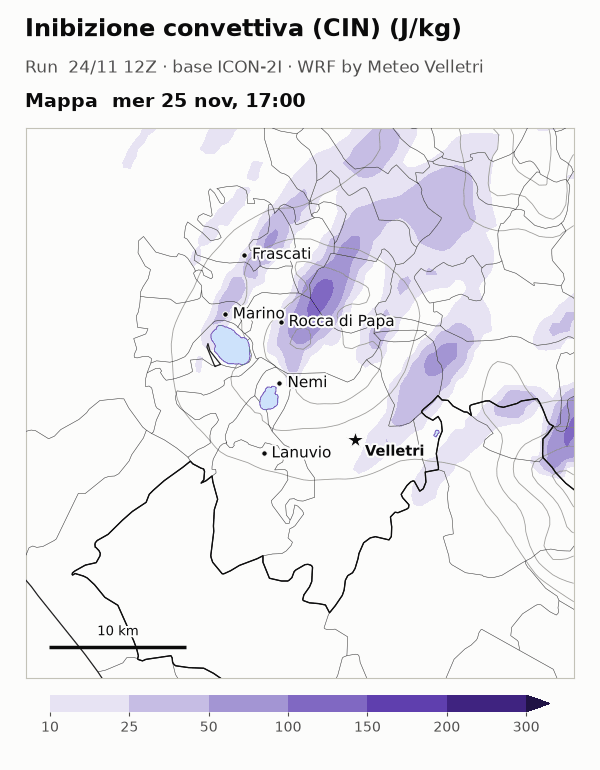 Inibizione convettiva (CIN) (J/kg)
Run  24/11 12Z · base ICON-2I · WRF by Meteo Velletri
Mappa  mer 25 nov, 17:00
Frascati
Marino
Rocca di Papa
Nemi
Velletri
Lanuvio
10 km
10 25 50 100 150 200 300